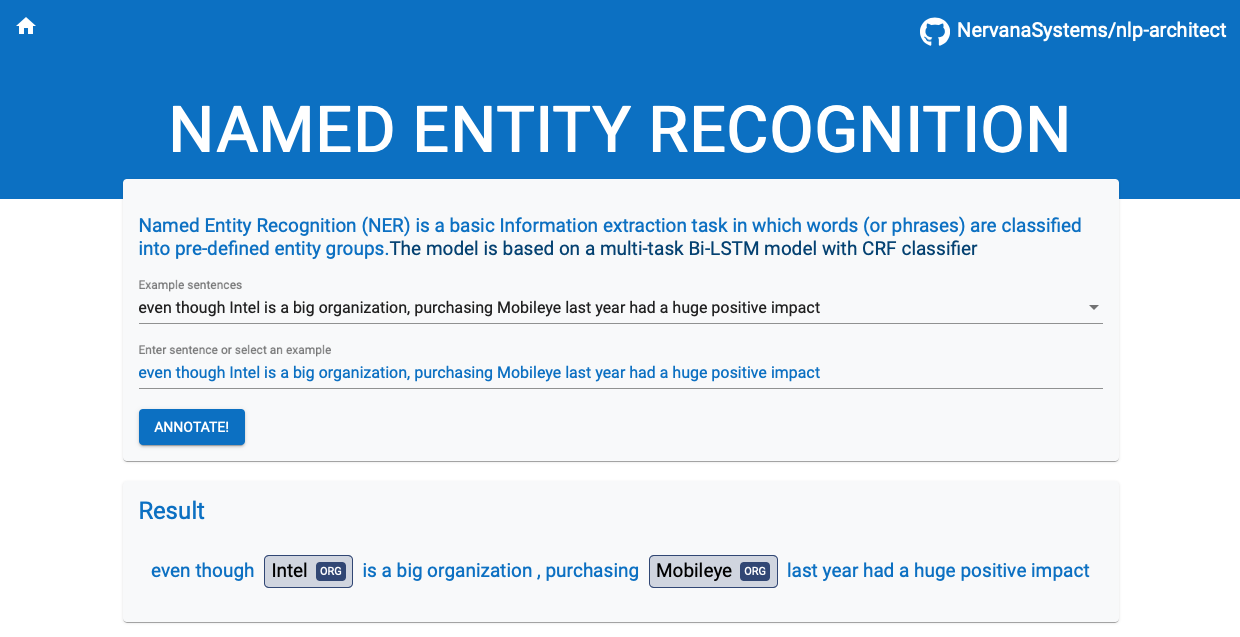 NervanaSystems/nlp-architect
NAMED ENTITY RECOGNITION
Named Entity Recognition (NER) is a basic Information extraction task in which words (or phrases) are classified
into pre-defined entity groups.The model is based on a multi-task Bi-LSTM model with CRF classifier
Example sentences
even though Intel is a big organization, purchasing Mobileye last year had a huge positive impact
Enter sentence or select an example
even though Intel is a big organization, purchasing Mobileye last year had a huge positive impact
ANNOTATE!
Result
even though Intel ORG is a big organization , purchasing Mobileye ORG last year had a huge positive impact